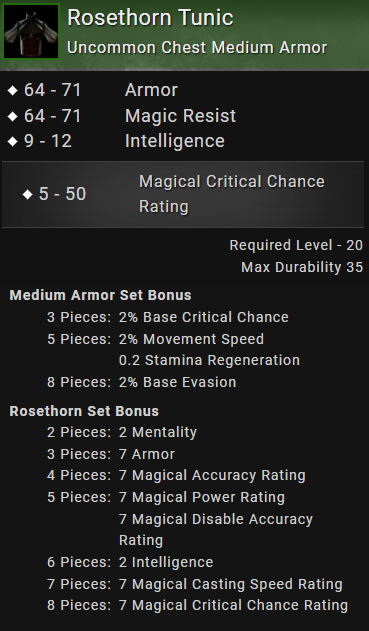 Rosethorn Tunic
Uncommon Chest Medium Armor
64 - 71 Armor
64 - 71 Magic Resist
9 - 12 Intelligence
5 - 50 Magical Critical Chance
Rating
Required Level - 20
Max Durability 35
Medium Armor Set Bonus
3 Pieces: 2% Base Critical Chance
5 Pieces: 2% Movement Speed
0.2 Stamina Regeneration
8 Pieces: 2% Base Evasion
Rosethorn Set Bonus
2 Pieces: 2 Mentality
3 Pieces: 7 Armor
4 Pieces: 7 Magical Accuracy Rating
5 Pieces: 7 Magical Power Rating
7 Magical Disable Accuracy
Rating
6 Pieces: 2 Intelligence
7 Pieces: 7 Magical Casting Speed Rating
8 Pieces: 7 Magical Critical Chance Rating